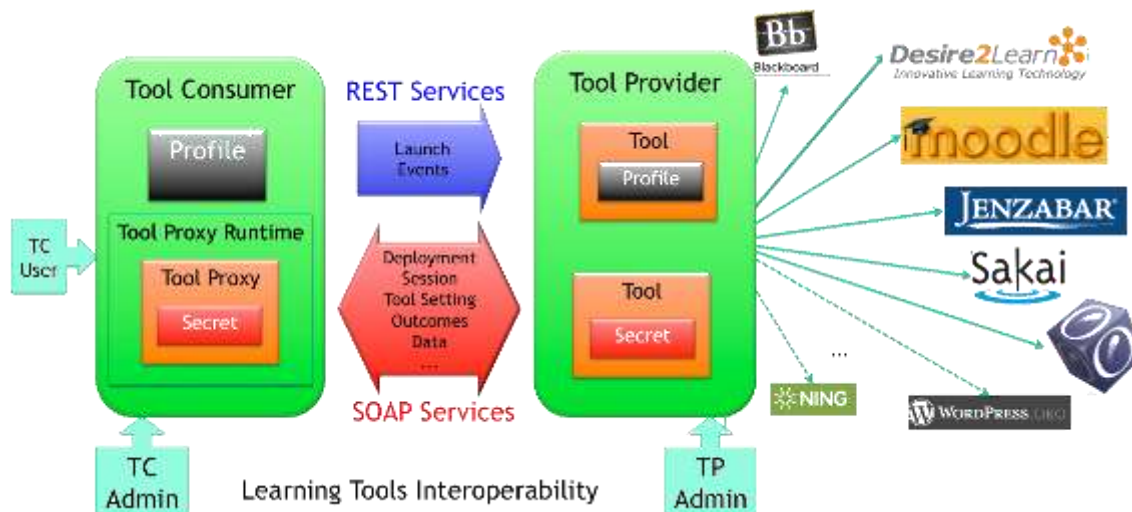 Tool Consumer
Profile
Tool Proxy Runtime
Tool Proxy
Secret
TC
User
TC
Admin
REST Services
Launch
Events
Deployment
Session
Tool Setting
Outcomes
Data
...
SOAP Services
Learning Tools Interoperability
Tool Provider
Tool
Profile
Tool
Secret
TP
Admin
Bb
Blackboard
Desire2Learn
Innovative Learning Technology
moodle
JENZABAR®
Sakai
...
NING
WORDPRESS.ORG